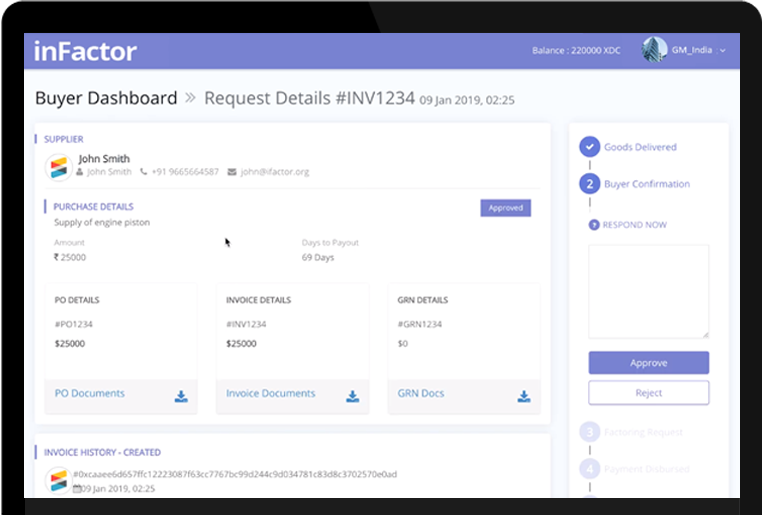 inFactor
Balance : 220000 XDC
GM_India
Buyer Dashboard » Request Details #INV1234 09 Jan 2019, 02:25
SUPPLIER
John Smith
John Smith +91 9665664587 john@ifactor.org
PURCHASE DETAILS
Approved
Supply of engine piston
Amount
Days to Payout
₹ 25000
69 Days
PO DETAILS
#PO1234
$25000
PO Documents
INVOICE DETAILS
#INV1234
$25000
Invoice Documents
GRN DETAILS
#GRN1234
$0
GRN Docs
INVOICE HISTORY - CREATED
#0xcaaee6d657ffc12223087f63cc7767bc99d244c9d034781c83d8c3702570e0ad
09 Jan 2019, 02:25
Goods Delivered
2 Buyer Confirmation
? RESPOND NOW
Approve
Reject
3 Factoring Request
4 Payment Disbursed